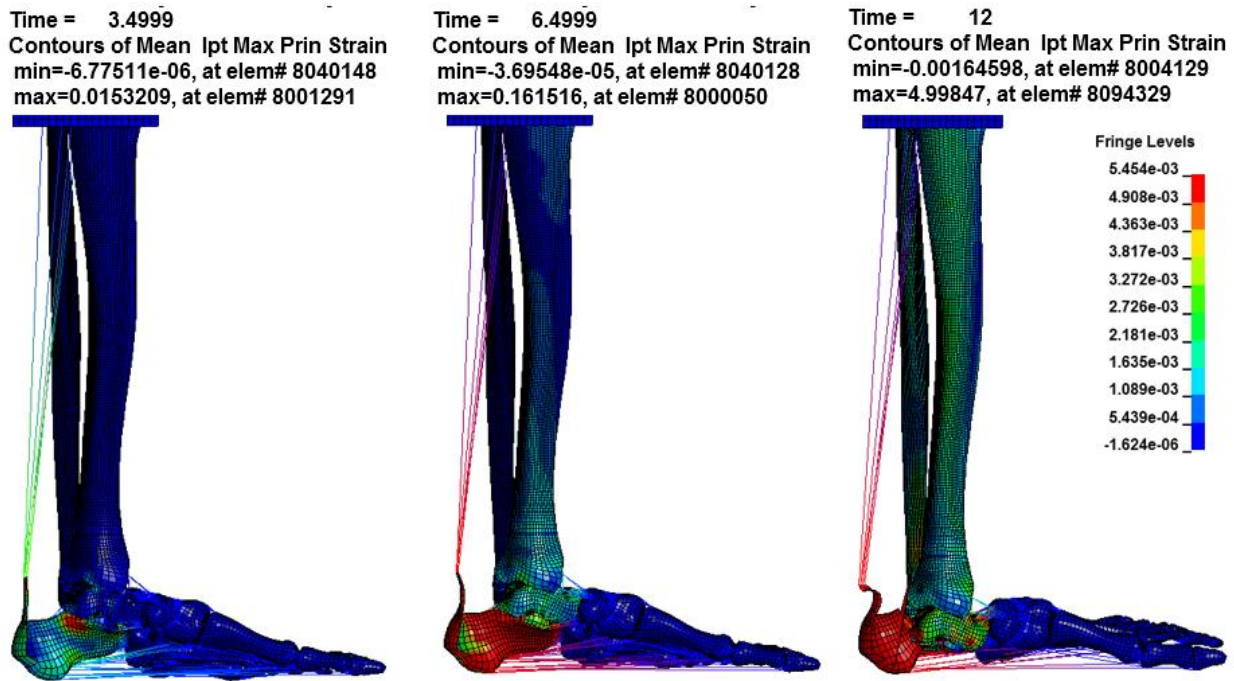 Time = 3.4999
Contours of Mean Ipt Max Prin Strain
min=-6.77511e-06, at elem# 8040148
max=0.0153209, at elem# 8001291
Time = 6.4999
Contours of Mean Ipt Max Prin Strain
min=-3.69548e-05, at elem# 8040128
max=0.161516, at elem# 8000050
Time = 12
Contours of Mean Ipt Max Prin Strain
min=-0.00164598, at elem# 8004129
max=4.99847, at elem# 8094329
Fringe Levels
5.454e-03
4.908e-03
4.363e-03
3.817e-03
3.272e-03
2.726e-03
2.181e-03
1.635e-03
1.089e-03
5.439e-04
-1.624e-06